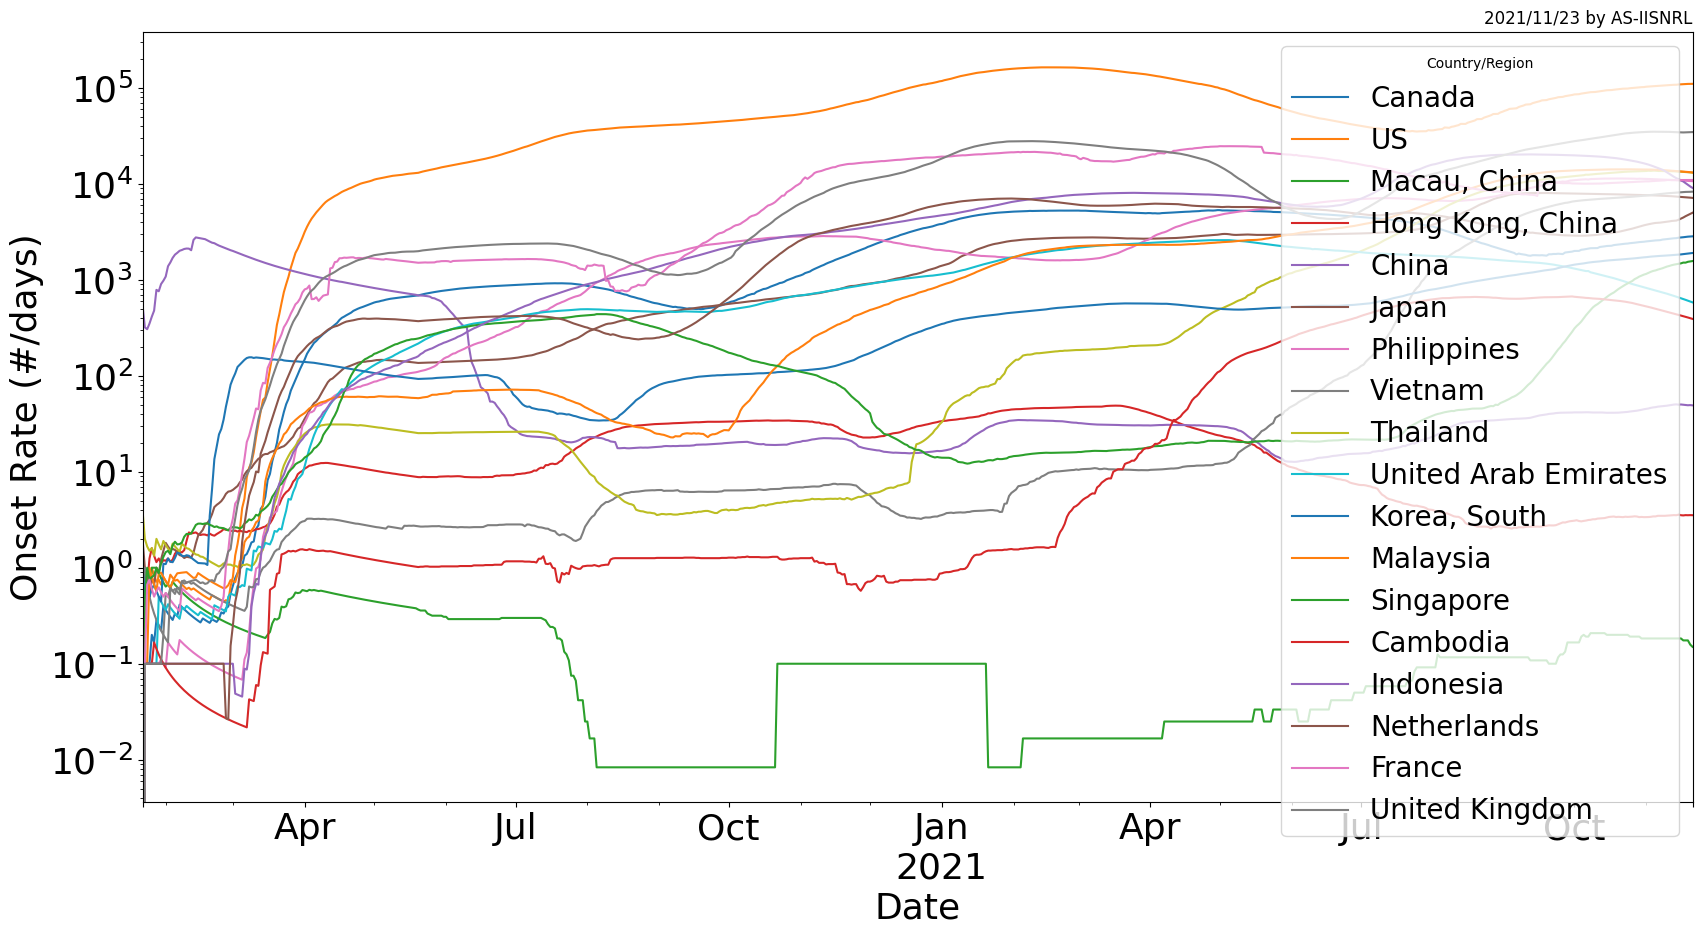 2021/11/23 by AS-IISNRL
Onset Rate (#/days)
10^5
10^4
10^3
10^2
10^1
10^0
10^−1
10^−2
Country/Region
Canada
US
Macau, China
Hong Kong, China
China
Japan
Philippines
Vietnam
Thailand
United Arab Emirates
Korea, South
Malaysia
Singapore
Cambodia
Indonesia
Netherlands
France
United Kingdom
Apr Jul Oct Jan Apr Jul Oct
2021
Date